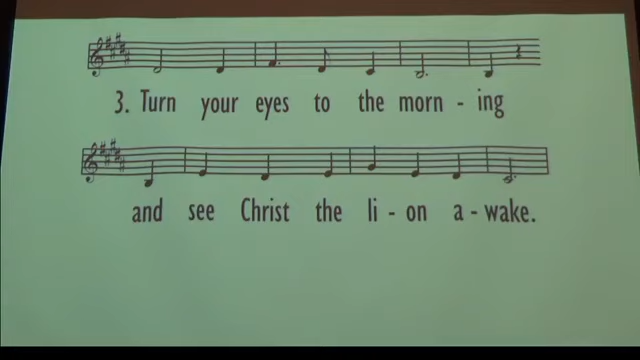 3. Turn your eyes to the morn - ing
and see Christ the li - on a - wake.